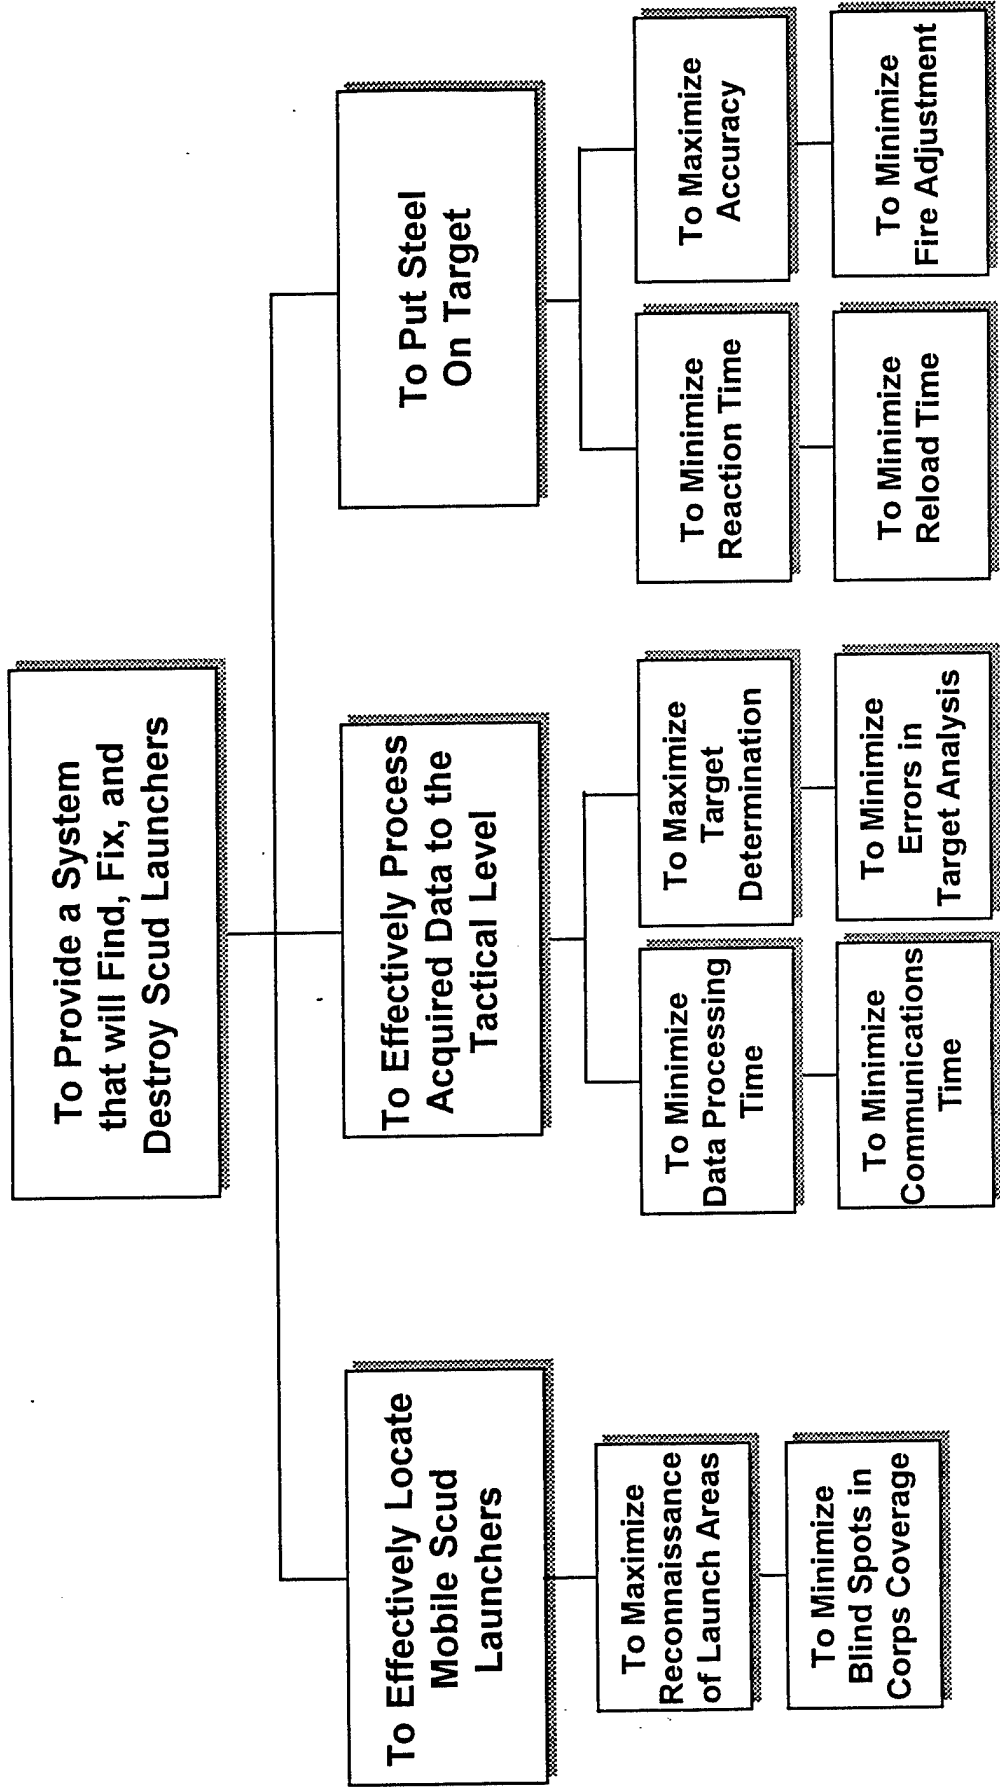 To Provide a System
that will Find, Fix, and
Destroy Scud Launchers
To Effectively Locate
Mobile Scud
Launchers
To Maximize
Reconnaissance
of Launch Areas
To Minimize
Blind Spots in
Corps Coverage
To Effectively Process
Acquired Data to the
Tactical Level
To Minimize
Data Processing
Time
To Minimize
Communications
Time
To Maximize
Target
Determination
To Minimize
Errors in
Target Analysis
To Put Steel
On Target
To Minimize
Reaction Time
To Minimize
Reload Time
To Maximize
Accuracy
To Minimize
Fire Adjustment